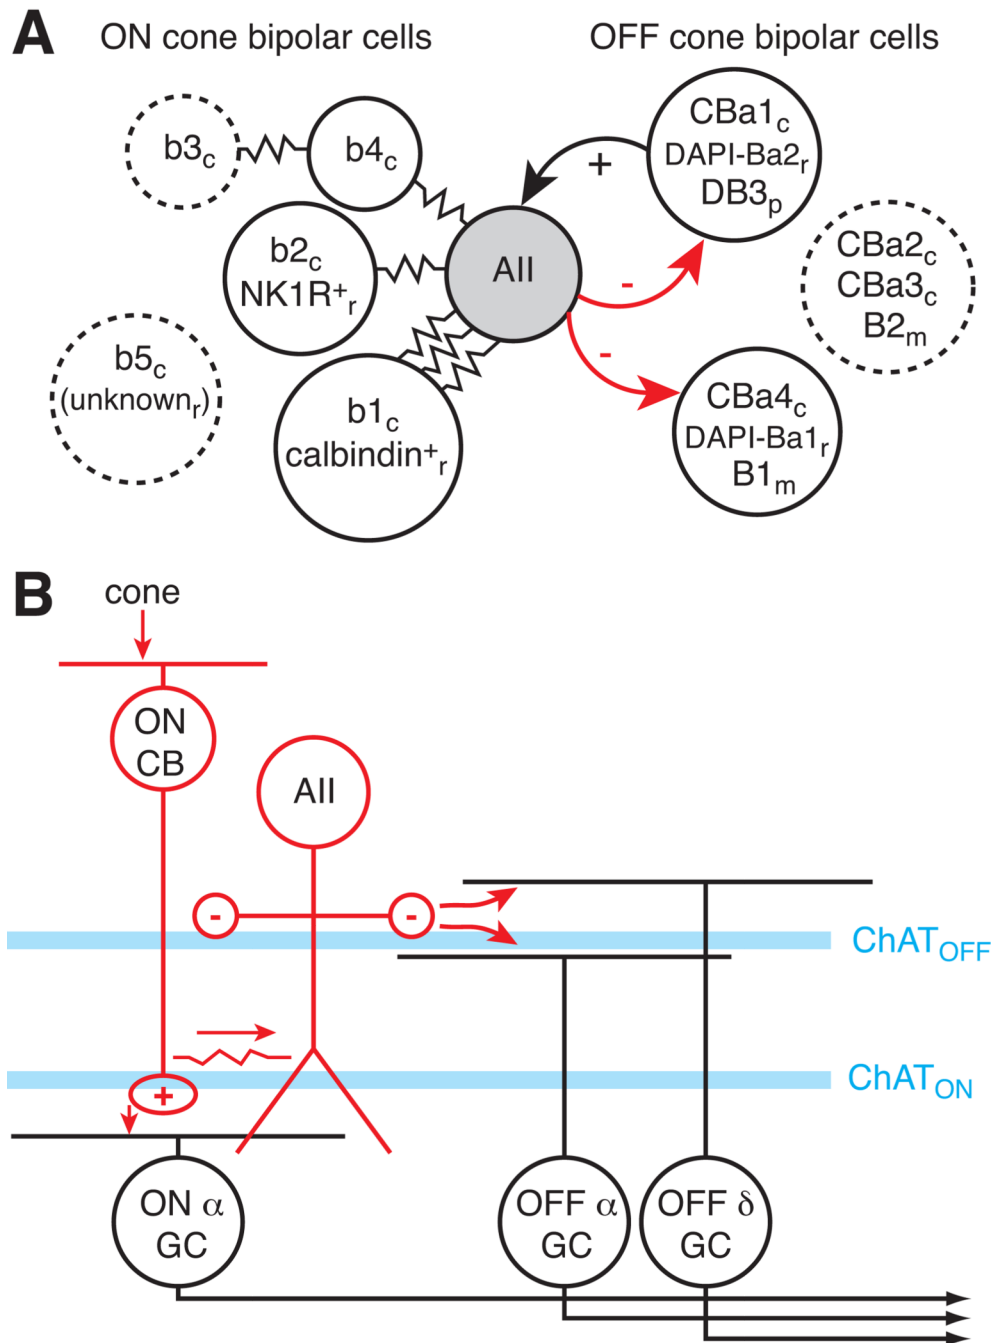 A
ON cone bipolar cells
OFF cone bipolar cells
b3c
b4c
CBa1c
DAPI-Ba2r
DB3p
+
b2c
NK1R+r
AII
-
CBa2c
CBa3c
B2m
b5c
(unknownr)
-
b1c
calbindin+r
CBa4c
DAPI-Ba1r
B1m
B
cone
ON
CB
AII
-
-
ChATOFF
ChATON
+
ON α
GC
OFF α
GC
OFF δ
GC